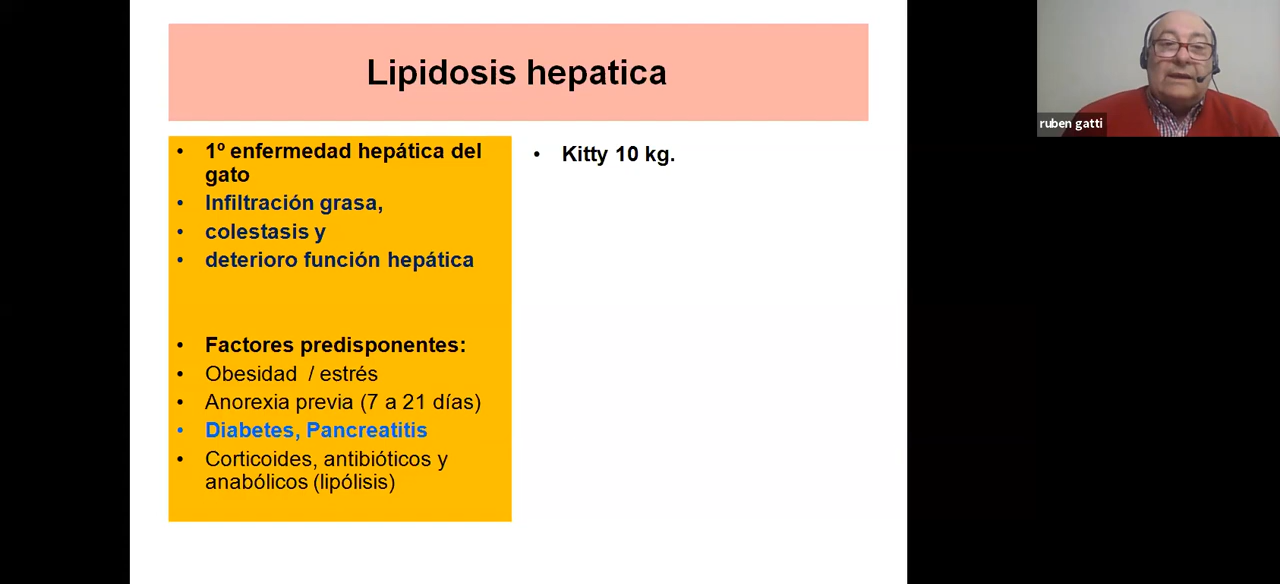 Lipidosis hepatica
• 1º enfermedad hepática del
gato
• Infiltración grasa,
• colestasis y
• deterioro función hepática
• Factores predisponentes:
• Obesidad / estrés
• Anorexia previa (7 a 21 días)
• Diabetes, Pancreatitis
• Corticoides, antibióticos y
anabólicos (lipólisis)
• Kitty 10 kg.
ruben gatti